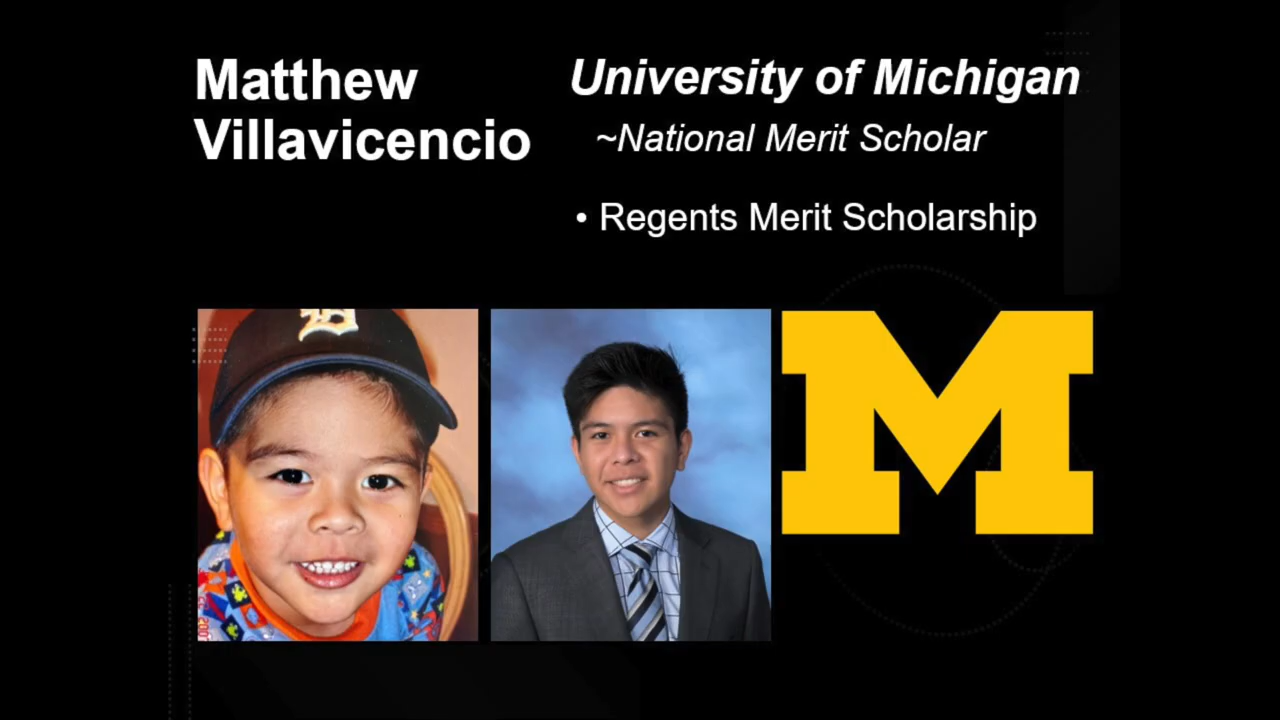 Matthew
Villavicencio
University of Michigan
~National Merit Scholar
• Regents Merit Scholarship
M